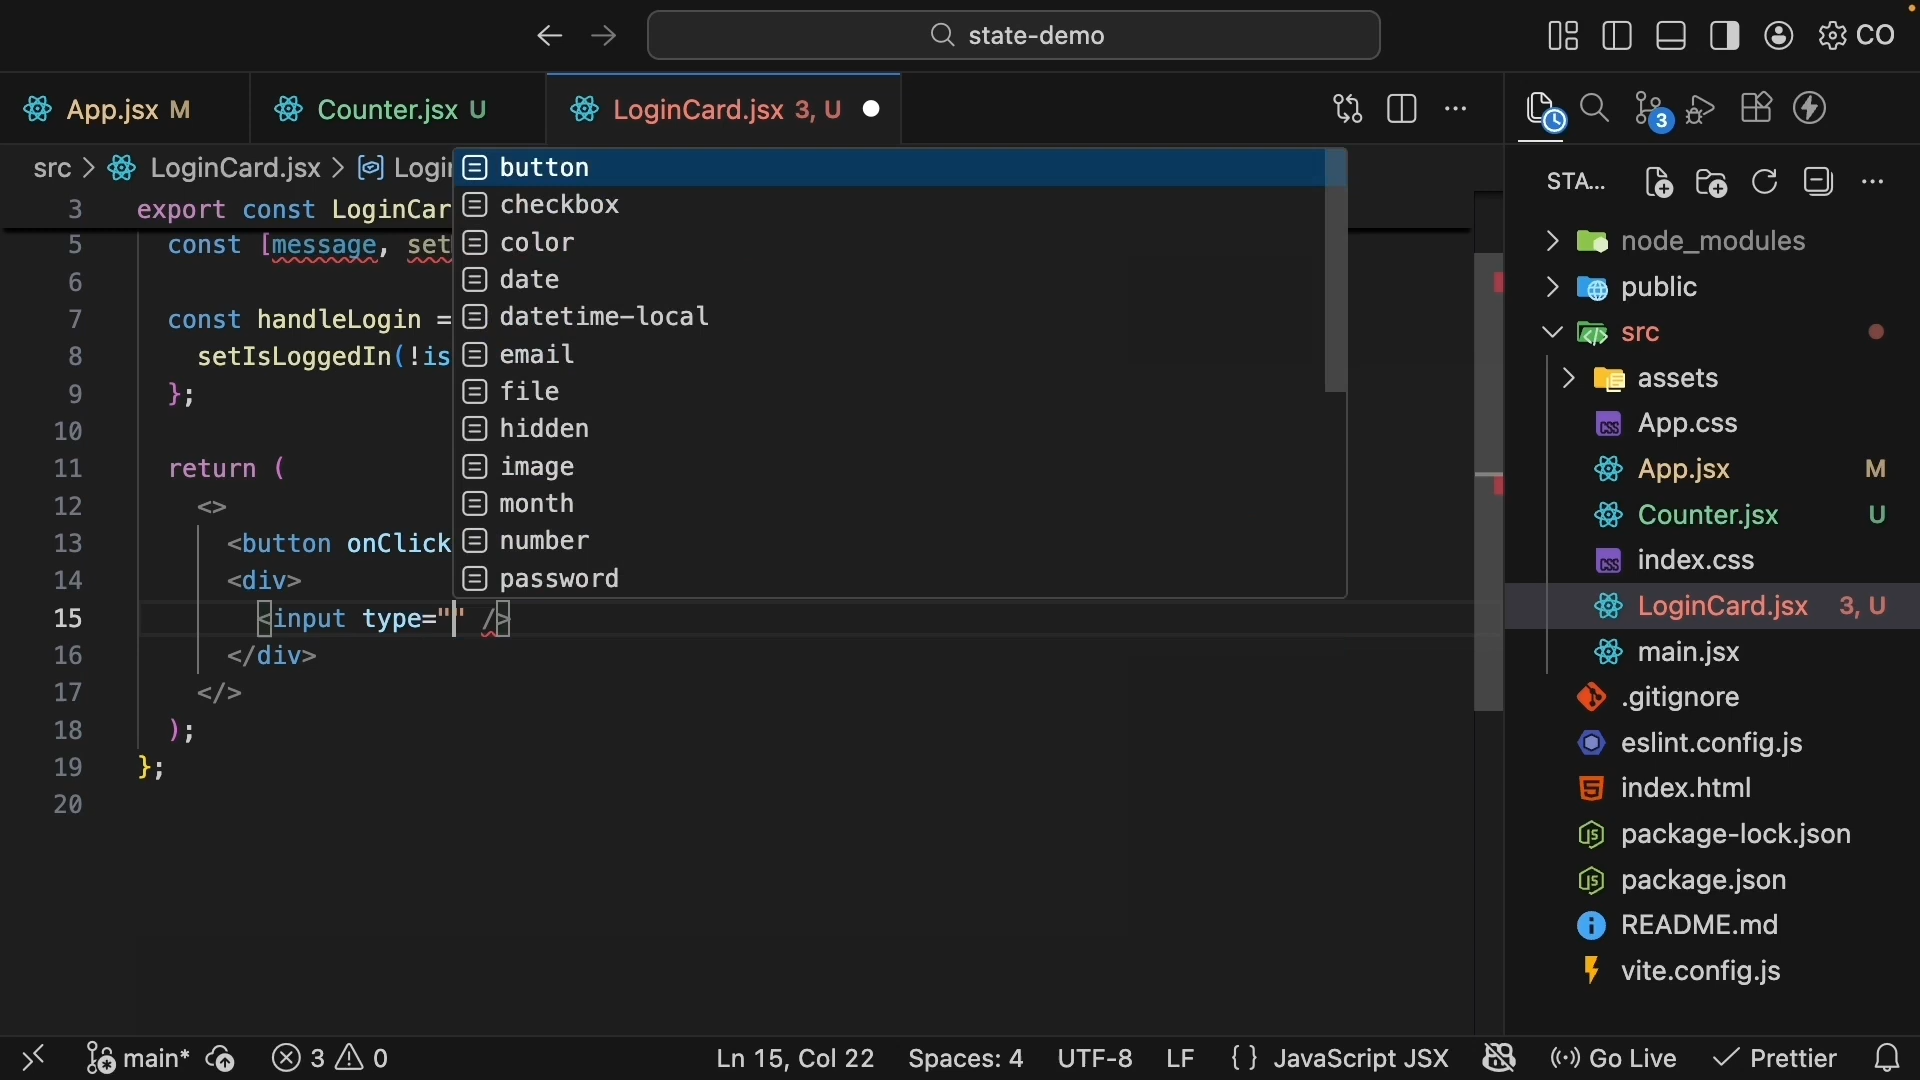 state-demo
CO
App.jsx M
Counter.jsx U
LoginCard.jsx 3, U
3
src > LoginCard.jsx > Login
3 export const LoginCar
5 const [message, set
6
7 const handleLogin =
8 setIsLoggedIn(!is
9 };
10
11 return (
12 <>
13 <button onClick
14 <div>
15 <input type="" />
16 </div>
17 </>
18 );
19 };
20
button
checkbox
color
date
datetime-local
email
file
hidden
image
month
number
password
STA...
node_modules
public
src
assets
App.css
App.jsx M
Counter.jsx U
index.css
LoginCard.jsx 3, U
main.jsx
.gitignore
eslint.config.js
index.html
package-lock.json
package.json
README.md
vite.config.js
main* 3 0 Ln 15, Col 22 Spaces: 4 UTF-8 LF { } JavaScript JSX Go Live Prettier